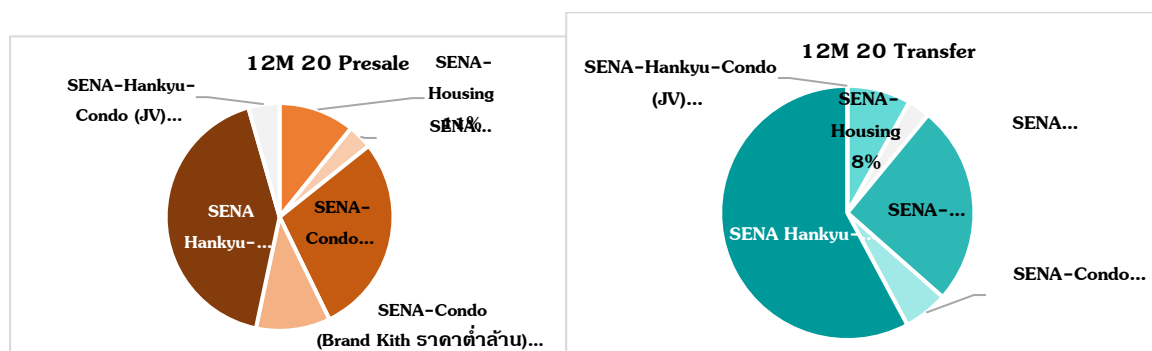 12M 20 Presale
SENA-Hankyu-
Condo (JV)...
SENA-
Housing
11%
SENA...
SENA-
Condo...
SENA
Hankyu-...
SENA-Condo
(Brand Kith ราคาต่ำล้าน)...
12M 20 Transfer
SENA-Hankyu-Condo
(JV)...
SENA-
Housing
8%
SENA...
SENA-...
SENA Hankyu-...
SENA-Condo...